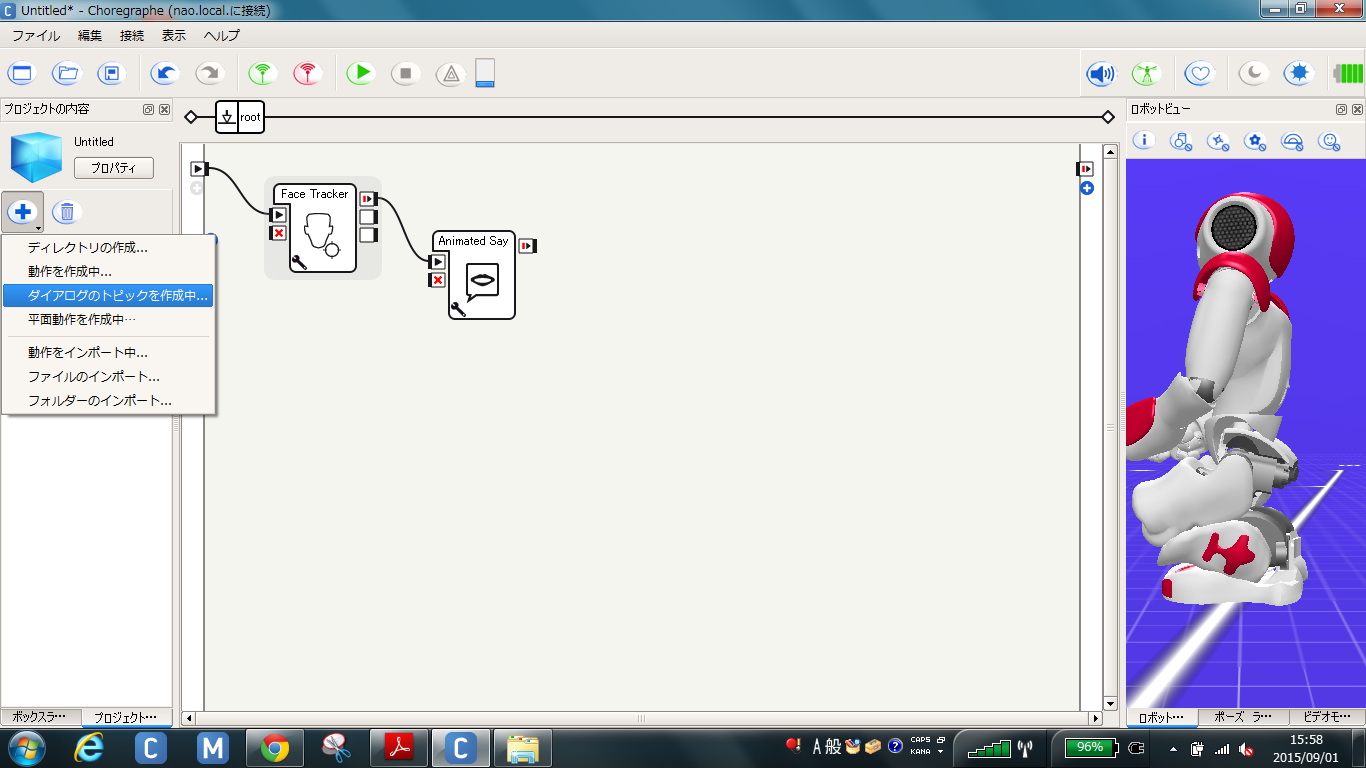 Untitled* - Choregraphe (nao.local.に接続)
ファイル 編集 接続 表示 ヘルプ
プロジェクトの内容
root
ロボットビュー
Untitled
プロパティ
Face Tracker
Animated Say
ディレクトリの作成...
動作を作成中...
ダイアログのトピックを作成中...
平面動作を作成中…
動作をインポート中...
ファイルのインポート...
フォルダーのインポート...
ボックスラ… プロジェクト…
ロボット… ポーズ ラ… ビデオモ…
A 般
CAPS
KANA
96%
15:58
2015/09/01